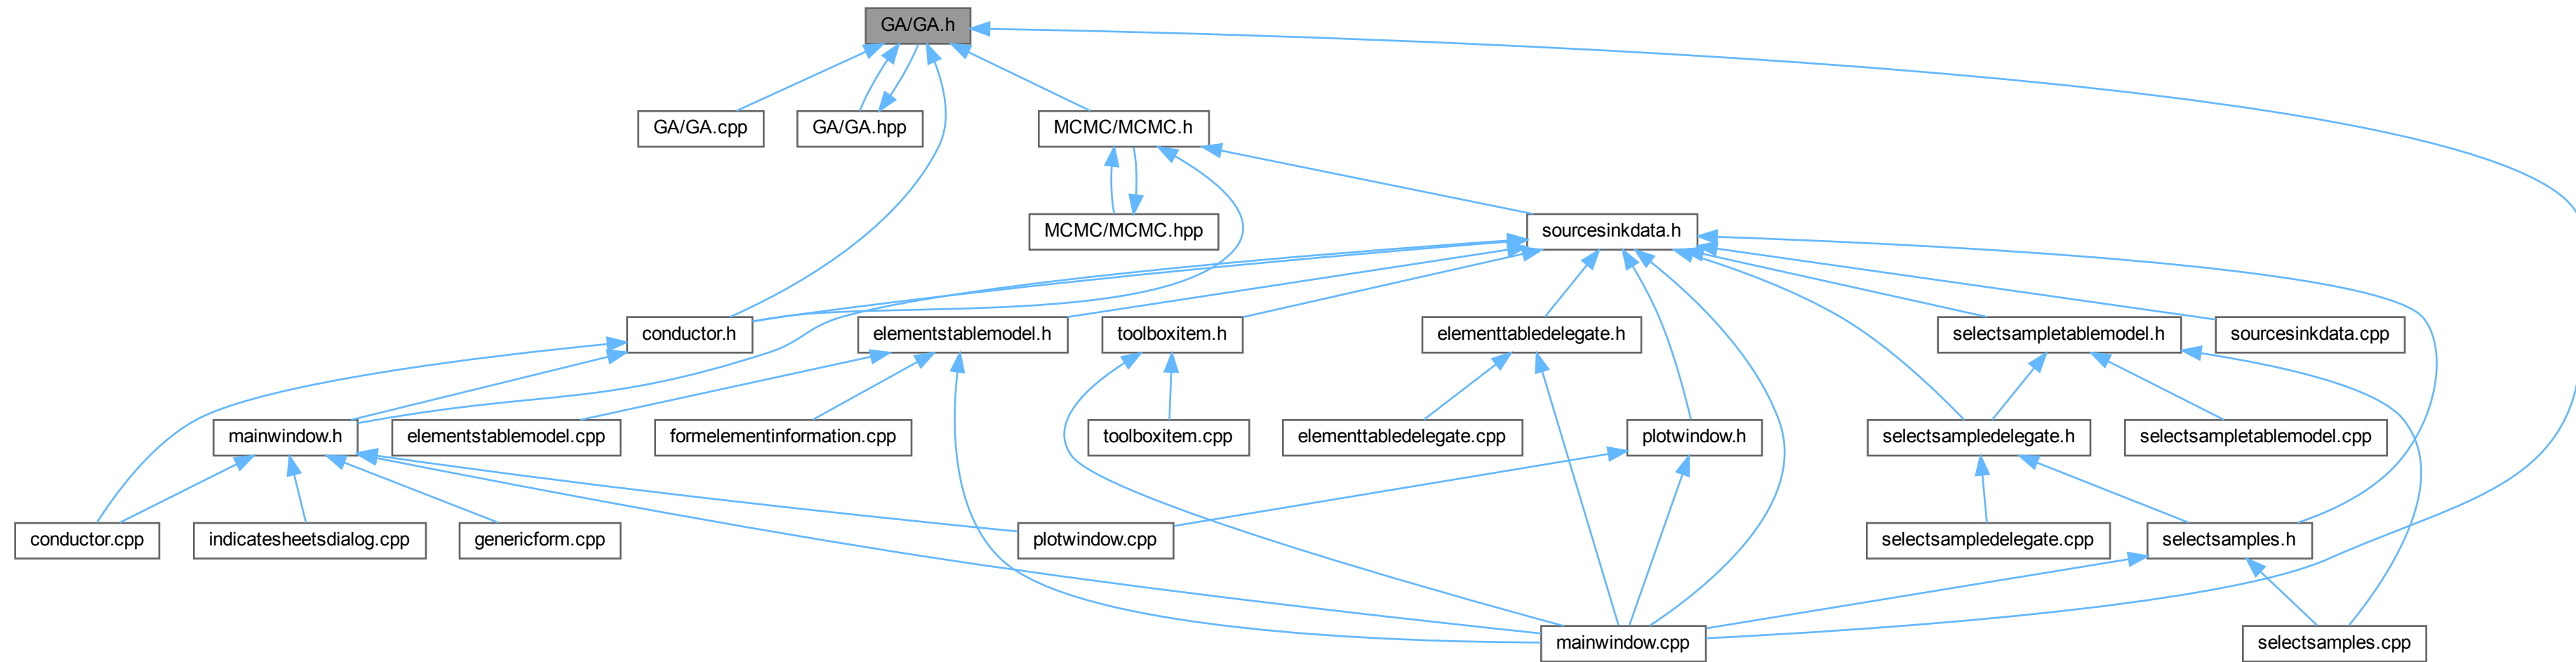 GA/GA.h
GA/GA.cpp
GA/GA.hpp
MCMC/MCMC.h
MCMC/MCMC.hpp
sourcesinkdata.h
conductor.h
elementstablemodel.h
toolboxitem.h
elementtabledelegate.h
selectsampletablemodel.h
sourcesinkdata.cpp
mainwindow.h
elementstablemodel.cpp
formelementinformation.cpp
toolboxitem.cpp
elementtabledelegate.cpp
plotwindow.h
selectsampledelegate.h
selectsampletablemodel.cpp
conductor.cpp
indicatesheetsdialog.cpp
genericform.cpp
plotwindow.cpp
selectsampledelegate.cpp
selectsamples.h
mainwindow.cpp
selectsamples.cpp